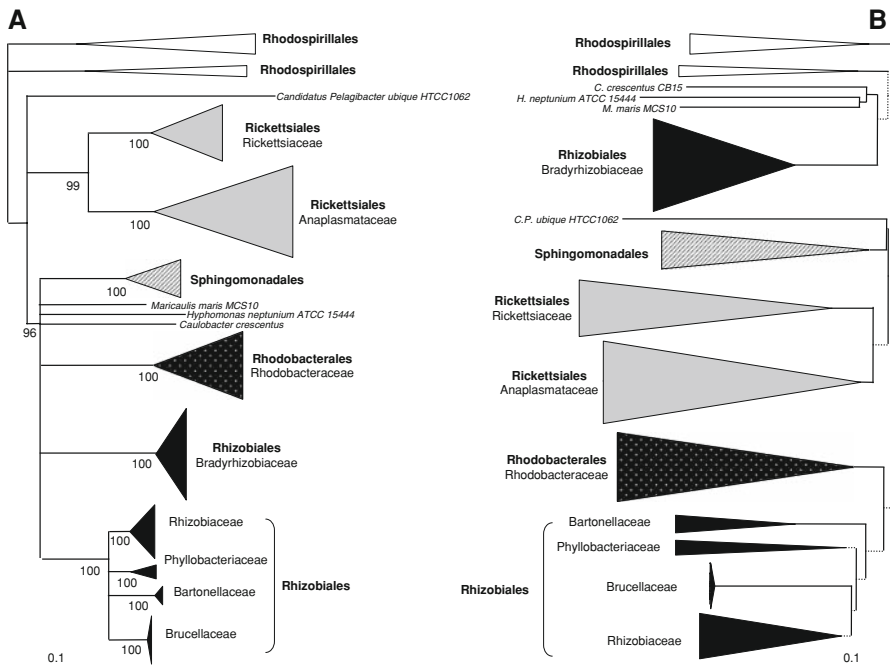 A
Rhodospirillales
Rhodospirillales
Candidatus Pelagibacter ubique HTCC1062
Rickettsiales
Rickettsiaceae
100
99
Rickettsiales
Anaplasmataceae
100
Sphingomonadales
100
Maricaulis maris MCS10
Hyphomonas neptunium ATCC 15444
Caulobacter crescentus
96
Rhodobacterales
Rhodobacteraceae
100
Rhizobiales
Bradyrhizobiaceae
100
Rhizobiaceae
100
Phyllobacteriaceae
100
100
Bartonellaceae
100
Rhizobiales
Brucellaceae
100
0.1
B
Rhodospirillales
Rhodospirillales
C. crescentus CB15
H. neptunium ATCC 15444
M. maris MCS10
Rhizobiales
Bradyrhizobiaceae
C.P. ubique HTCC1062
Sphingomonadales
Rickettsiales
Rickettsiaceae
Rickettsiales
Anaplasmataceae
Rhodobacterales
Rhodobacteraceae
Bartonellaceae
Phyllobacteriaceae
Rhizobiales
Brucellaceae
Rhizobiaceae
0.1